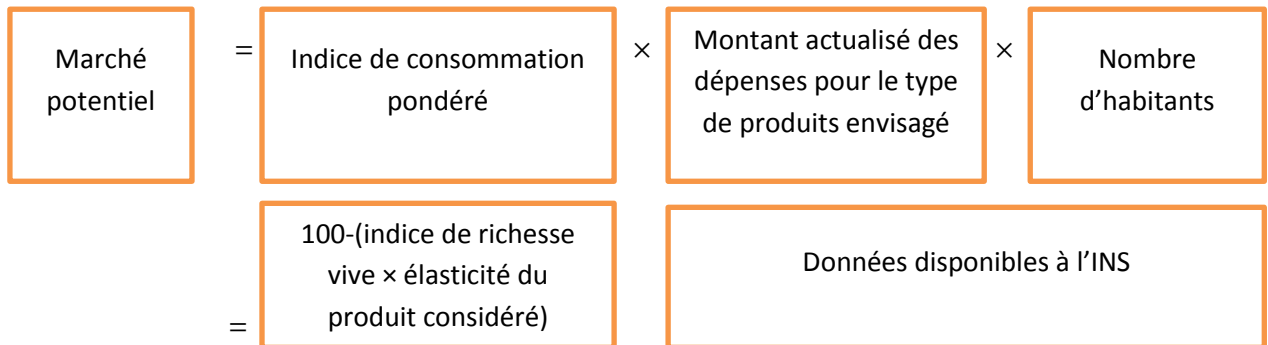 Marché
potentiel
=
Indice de consommation
pondéré
×
Montant actualisé des
dépenses pour le type
de produits envisagé
×
Nombre
d’habitants
=
100-(indice de richesse
vive × élasticité du
produit considéré)
Données disponibles à l’INS